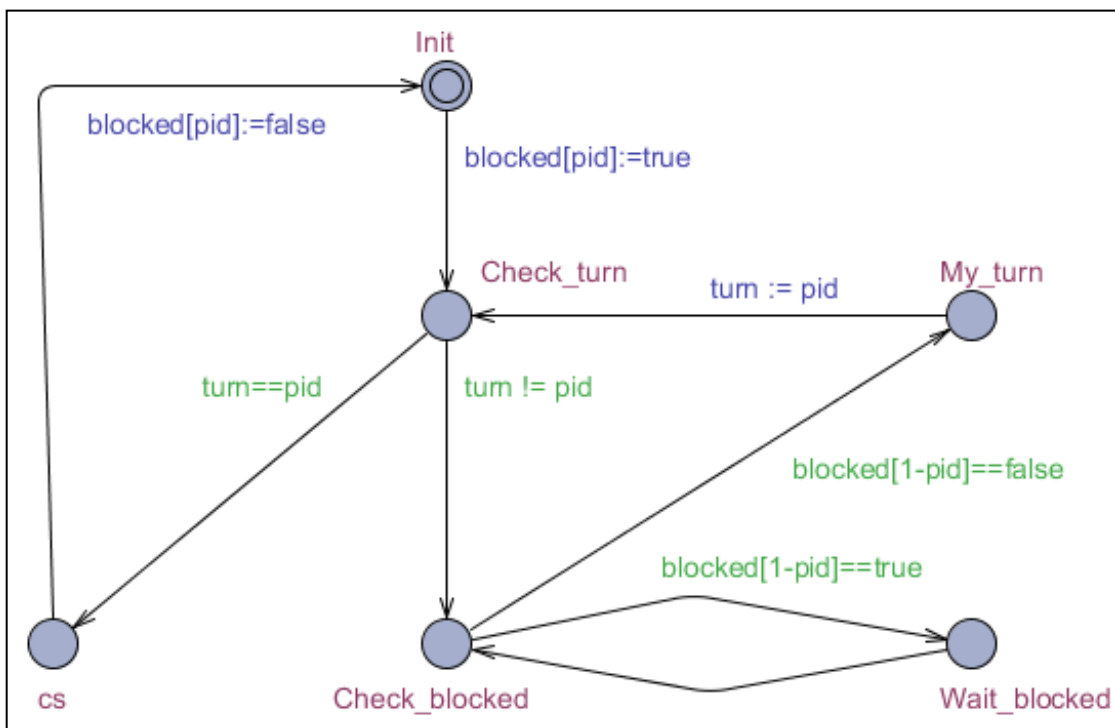 Init
blocked[pid]:=false
blocked[pid]:=true
Check_turn
My_turn
turn := pid
turn==pid
turn != pid
blocked[1-pid]==false
blocked[1-pid]==true
cs
Check_blocked
Wait_blocked